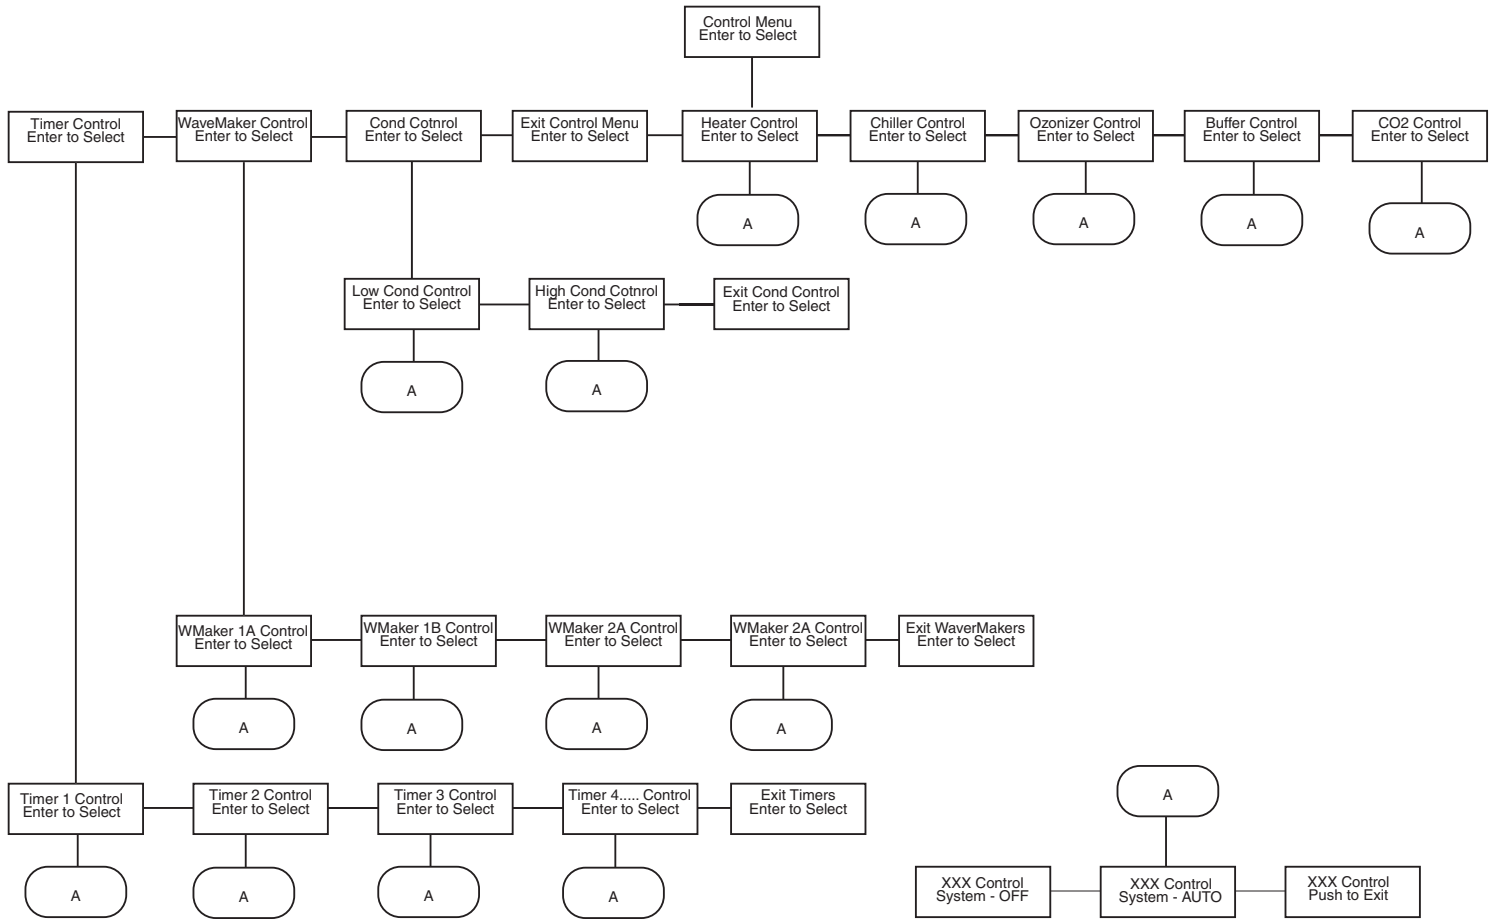 Control Menu
Enter to Select
Timer Control
Enter to Select
WaveMaker Control
Enter to Select
Cond Cotnrol
Enter to Select
Exit Control Menu
Enter to Select
Heater Control
Enter to Select
Chiller Control
Enter to Select
Ozonizer Control
Enter to Select
Buffer Control
Enter to Select
CO2 Control
Enter to Select
A
A
A
A
A
Low Cond Control
Enter to Select
High Cond Cotnrol
Enter to Select
Exit Cond Control
Enter to Select
A
A
WMaker 1A Control
Enter to Select
WMaker 1B Control
Enter to Select
WMaker 2A Control
Enter to Select
WMaker 2A Control
Enter to Select
Exit WaverMakers
Enter to Select
A
A
A
A
Timer 1 Control
Enter to Select
Timer 2 Control
Enter to Select
Timer 3 Control
Enter to Select
Timer 4..... Control
Enter to Select
Exit Timers
Enter to Select
A
A
A
A
A
XXX Control
System - OFF
XXX Control
System - AUTO
XXX Control
Push to Exit